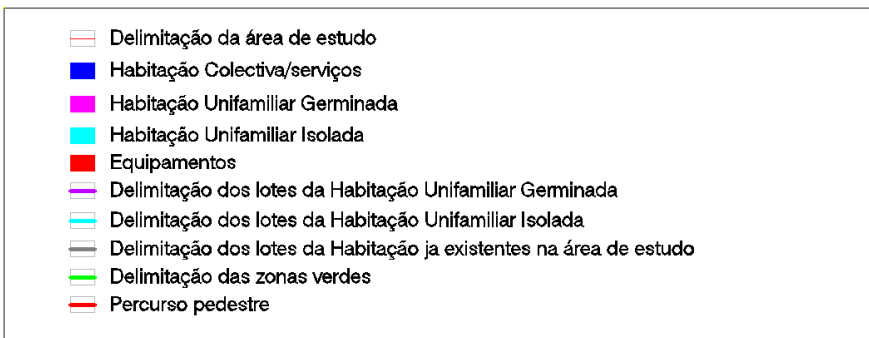 Delimitação da área de estudo
Habitação Colectiva/serviços
Habitação Unifamiliar Germinada
Habitação Unifamiliar Isolada
Equipamentos
Delimitação dos lotes da Habitação Unifamiliar Germinada
Delimitação dos lotes da Habitação Unifamiliar Isolada
Delimitação dos lotes da Habitação ja existentes na área de estudo
Delimitação das zonas verdes
Percurso pedestre